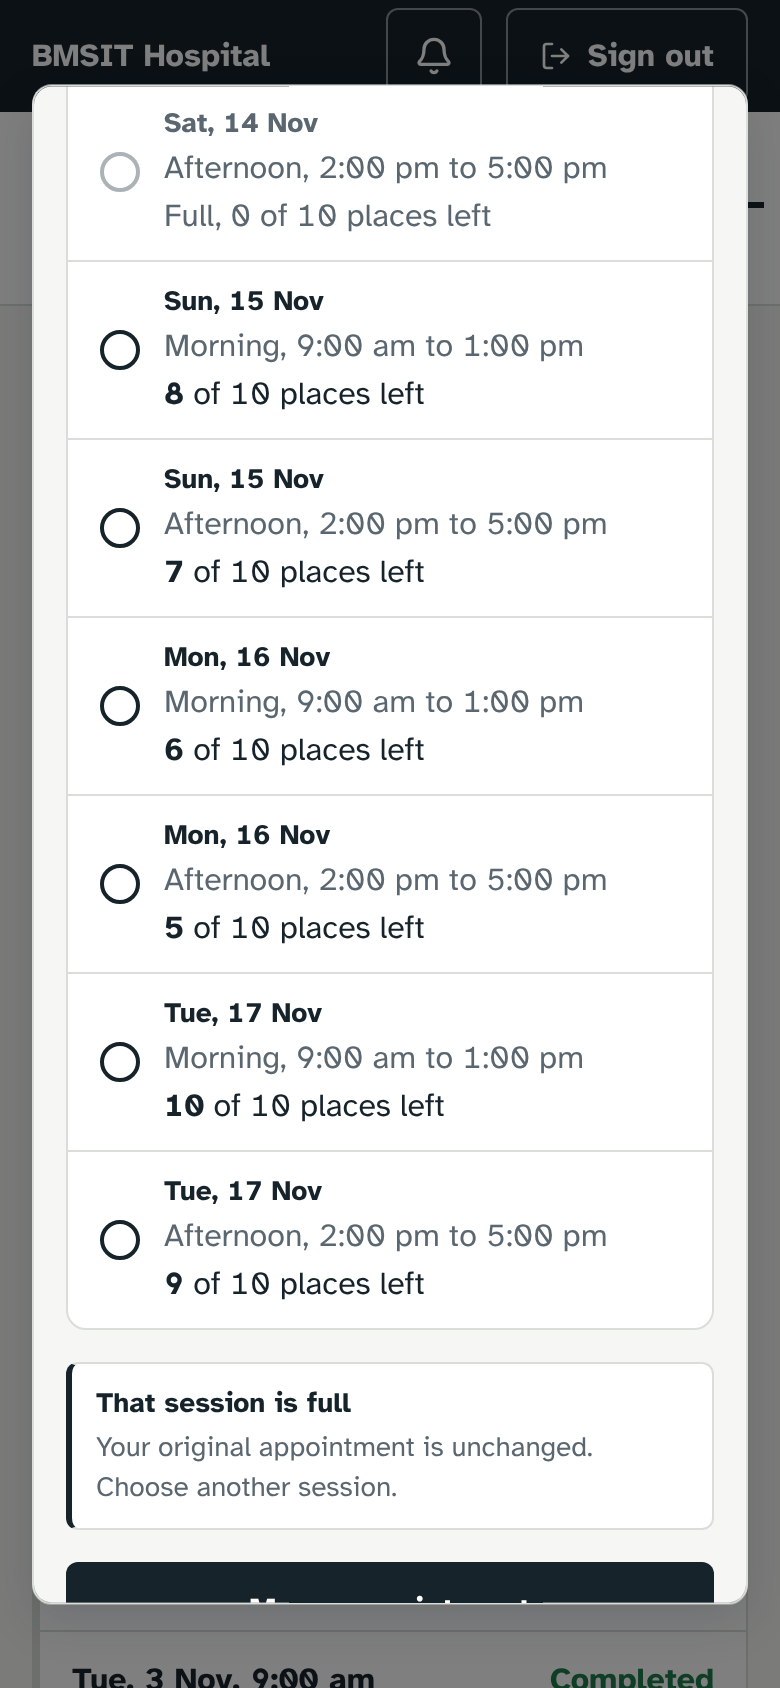 BMSIT Hospital
Sign out
Sat, 14 Nov
Afternoon, 2:00 pm to 5:00 pm
Full, 0 of 10 places left
Sun, 15 Nov
Morning, 9:00 am to 1:00 pm
8 of 10 places left
Sun, 15 Nov
Afternoon, 2:00 pm to 5:00 pm
7 of 10 places left
Mon, 16 Nov
Morning, 9:00 am to 1:00 pm
6 of 10 places left
Mon, 16 Nov
Afternoon, 2:00 pm to 5:00 pm
5 of 10 places left
Tue, 17 Nov
Morning, 9:00 am to 1:00 pm
10 of 10 places left
Tue, 17 Nov
Afternoon, 2:00 pm to 5:00 pm
9 of 10 places left
That session is full
Your original appointment is unchanged.
Choose another session.
Tue, 3 Nov, 9:00 am
Completed